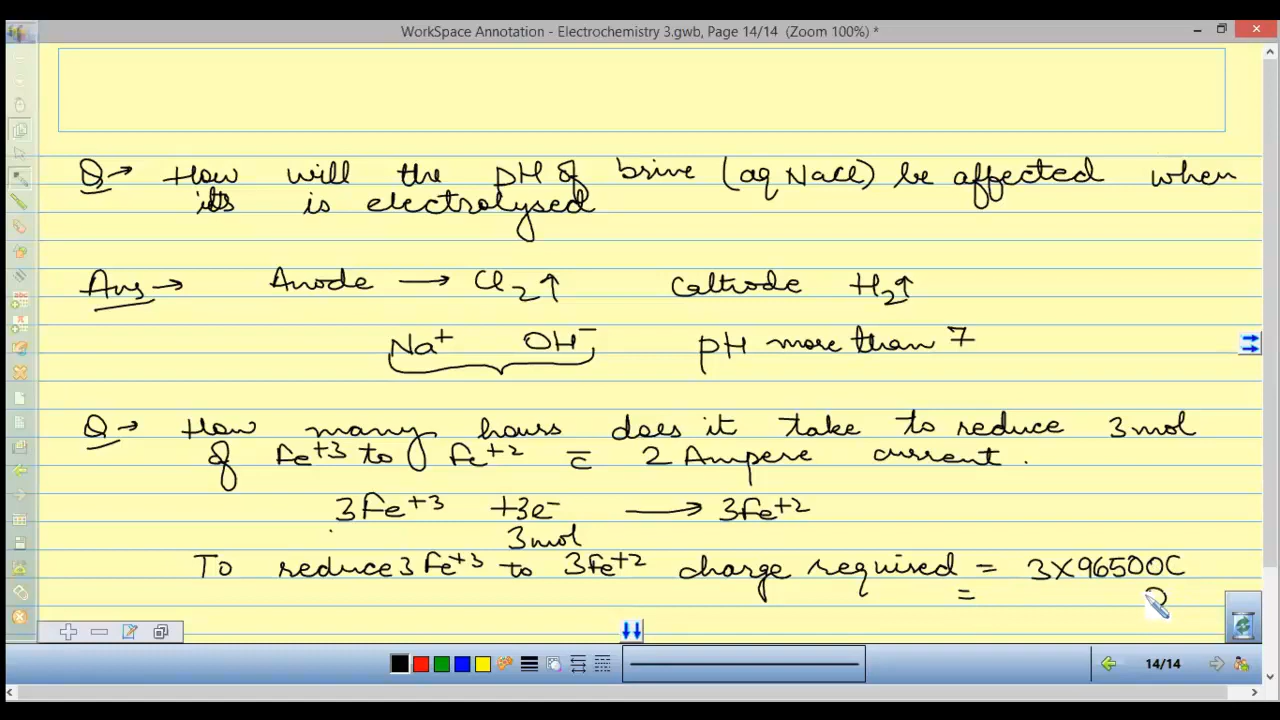 WorkSpace Annotation - Electrochemistry 3.gwb, Page 14/14 (Zoom 100%) *
Q→ How will the pH of brine (aq NaCl) be affected when
its is electrolysed
Ans→ Anode → Cl₂↑ Cathode H₂↑
Na⁺ OH⁻ pH more than 7
Q→ How many hours does it take to reduce 3 mol
of Fe⁺³ to Fe⁺² c̄ 2 Ampere current.
3Fe⁺³ +3e⁻ → 3Fe⁺²
3mol
To reduce 3Fe⁺³ to 3Fe⁺² charge required = 3X96500C
=
14/14